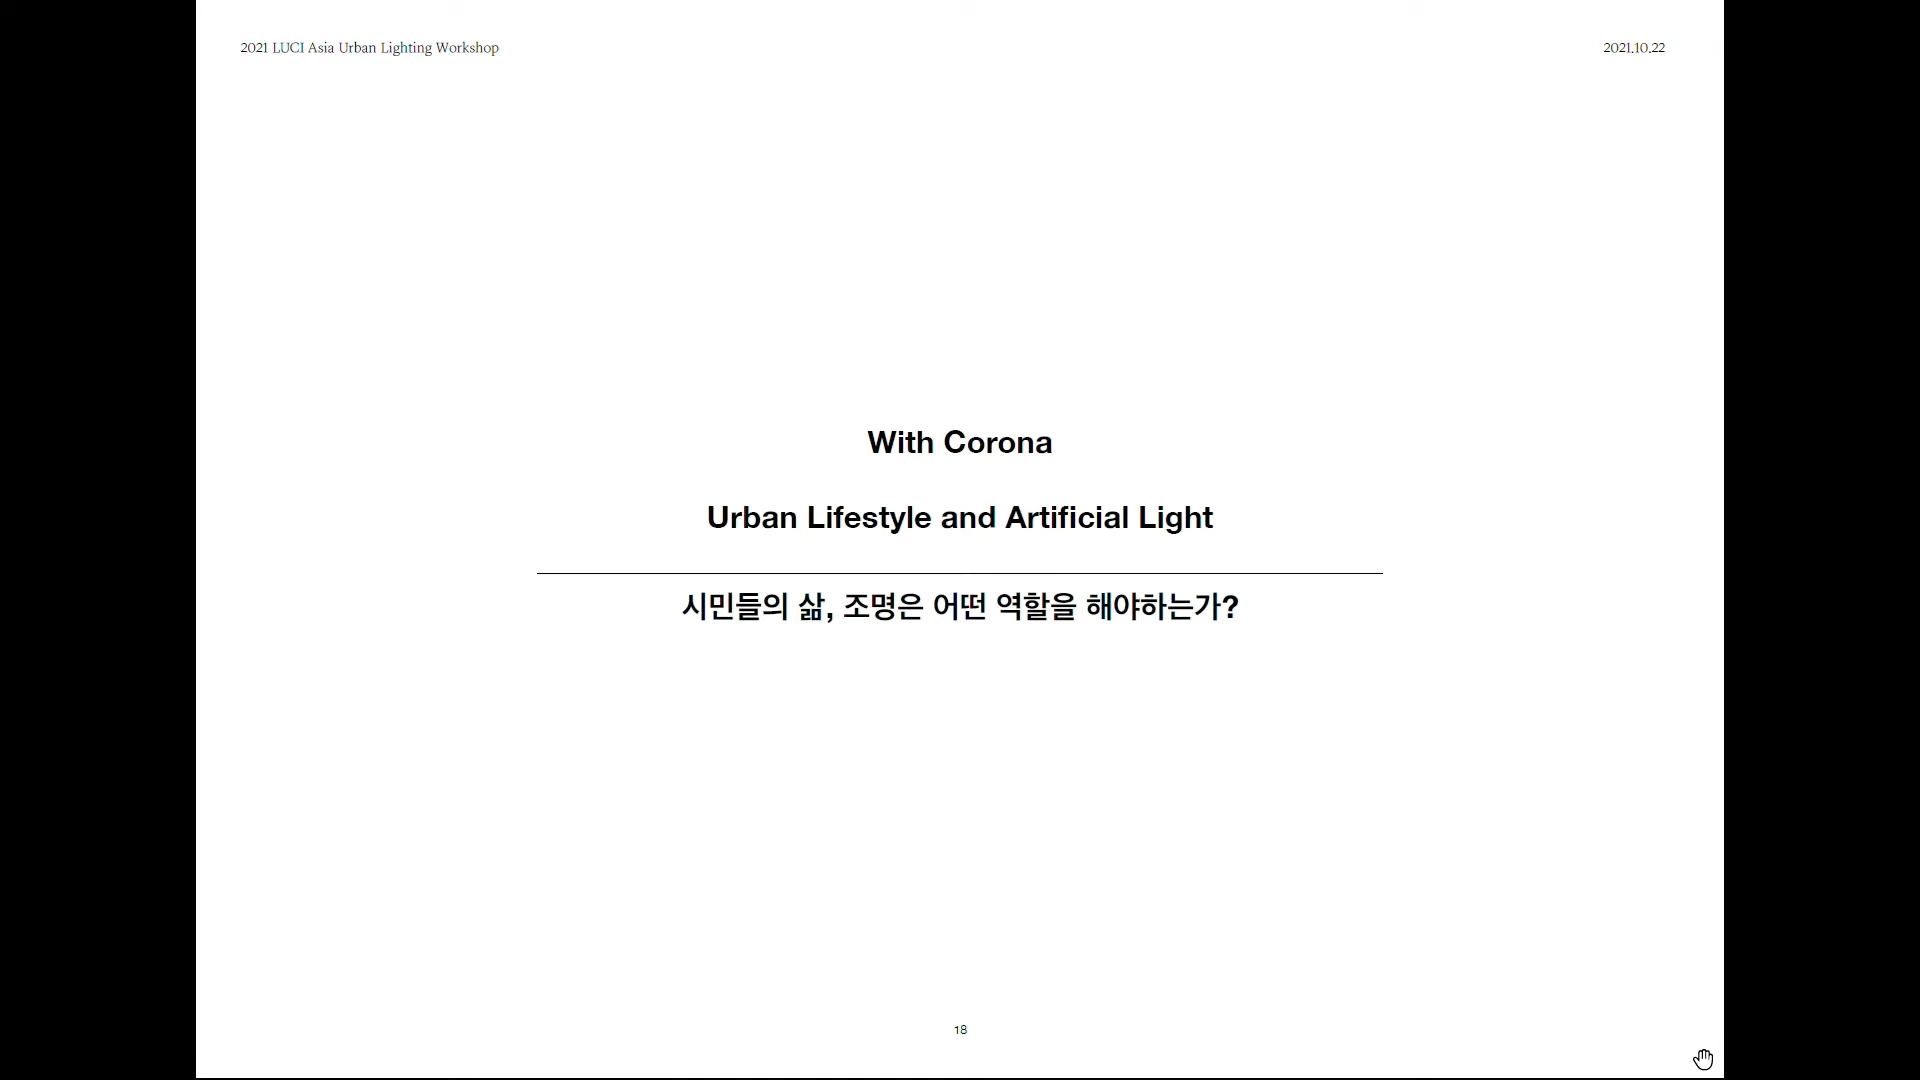 2021 LUCI Asia Urban Lighting Workshop
2021.10.22
With Corona
Urban Lifestyle and Artificial Light
시민들의 삶, 조명은 어떤 역할을 해야하는가?
18